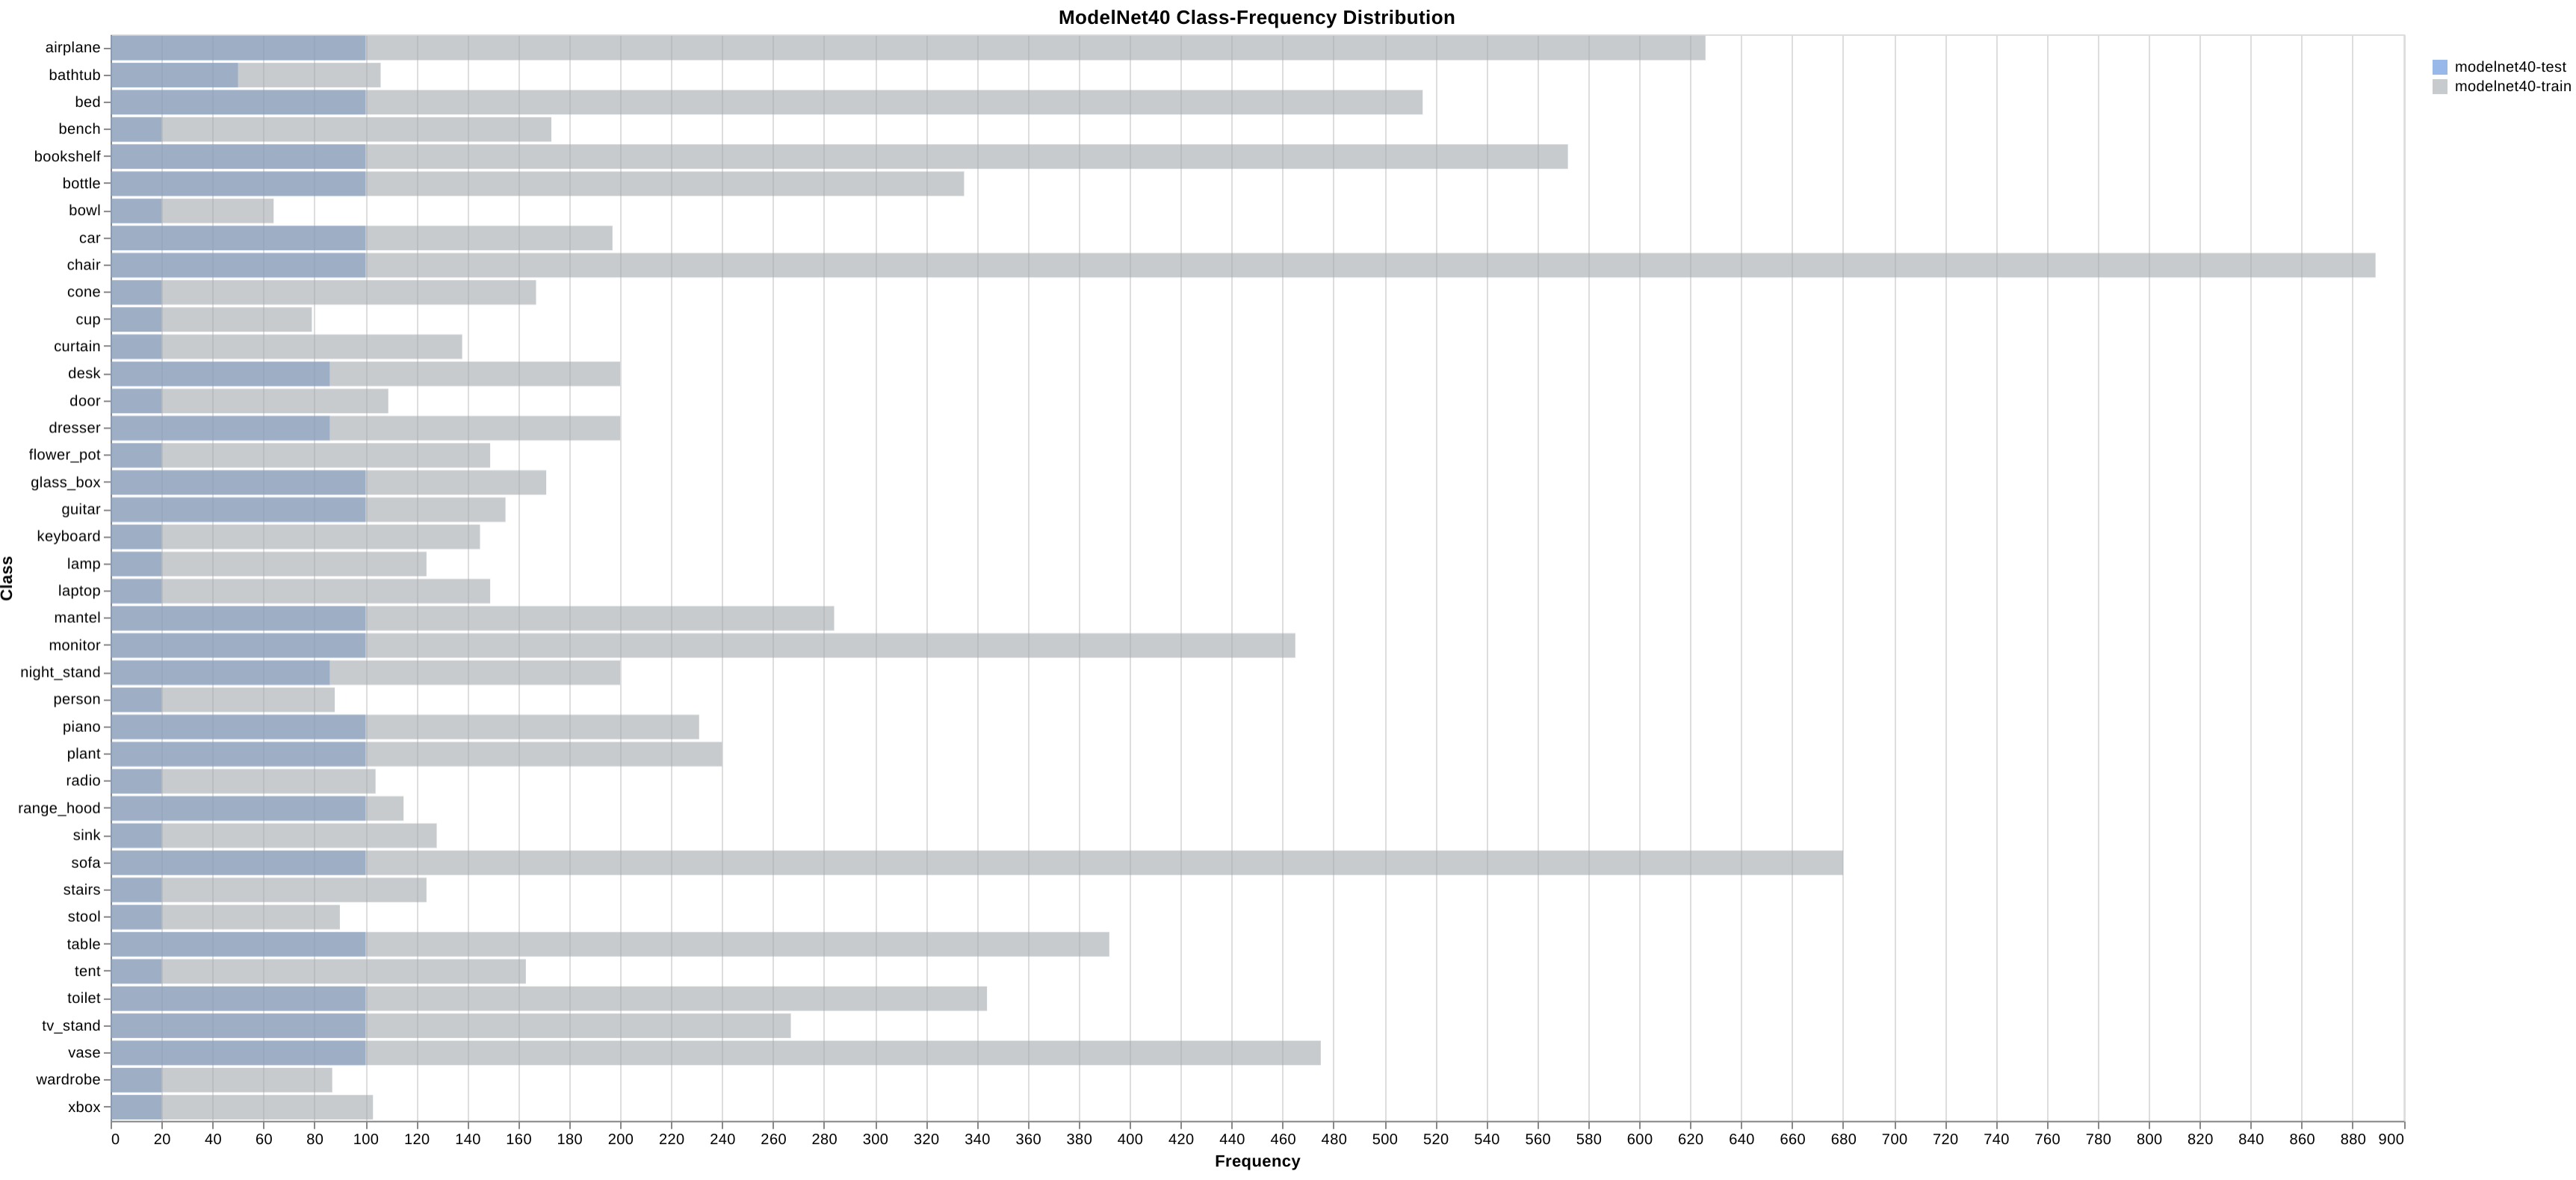 ModelNet40 Class-Frequency Distribution
airplane
bathtub
bed
bench
bookshelf
bottle
bowl
car
chair
cone
cup
curtain
desk
door
dresser
flower_pot
glass_box
guitar
keyboard
lamp
laptop
mantel
monitor
night_stand
person
piano
plant
radio
range_hood
sink
sofa
stairs
stool
table
tent
toilet
tv_stand
vase
wardrobe
xbox
Class
0 20 40 60 80 100 120 140 160 180 200 220 240 260 280 300 320 340 360 380 400 420 440 460 480 500 520 540 560 580 600 620 640 660 680 700 720 740 760 780 800 820 840 860 880 900
Frequency
modelnet40-test
modelnet40-train